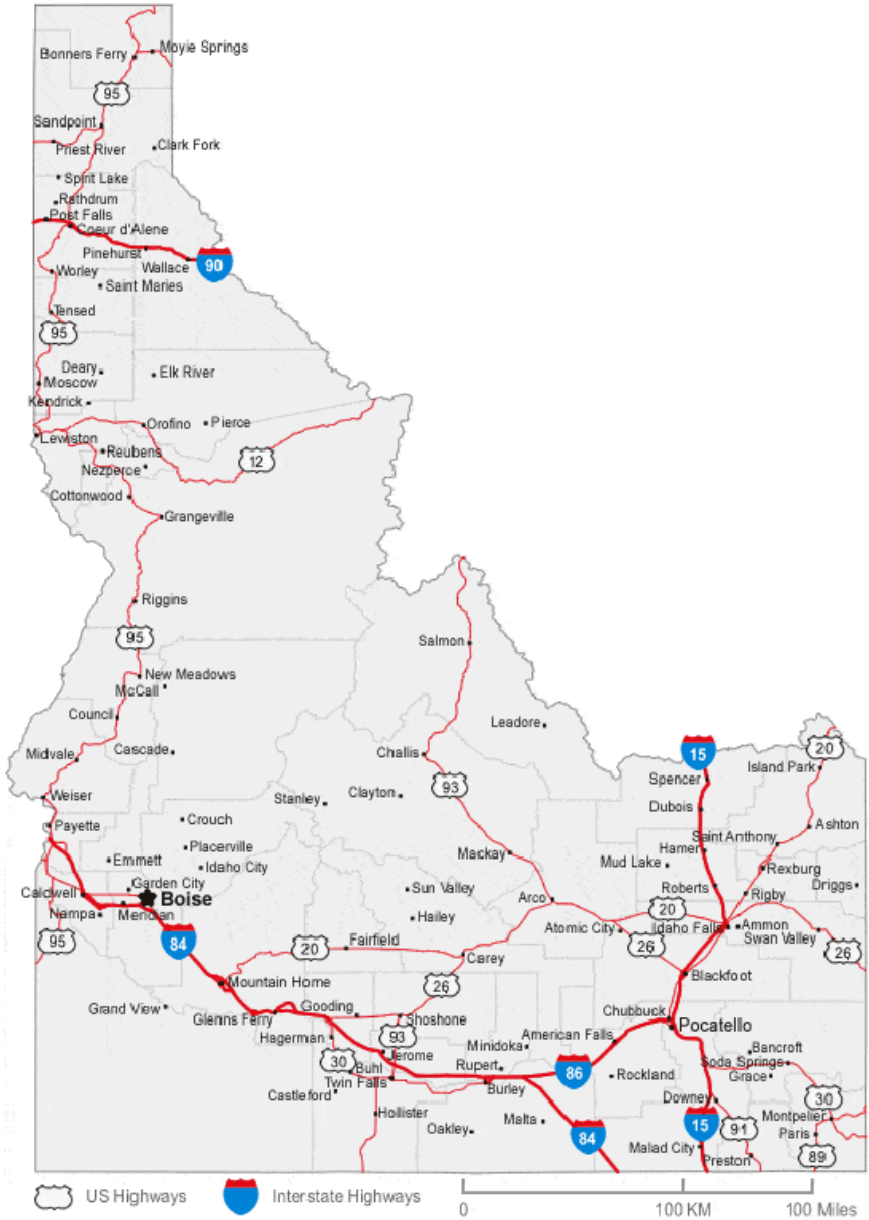 Bonners Ferry
Moyie Springs
95
Sandpoint
Priest River
Clark Fork
Spirit Lake
Rathdrum
Post Falls
Coeur d'Alene
Pinehurst
Wallace
90
Worley
Saint Maries
Tensed
95
Deary
Elk River
Moscow
Kendrick
Orofino
Pierce
Lewiston
Reubens
12
Nezperce
Cottonwood
Grangeville
Riggins
95
Salmon
New Meadows
McCall
Council
Leadore
Midvale
Cascade
Challis
15
20
Island Park
Spencer
93
Weiser
Stanley
Clayton
Dubois
Payette
Crouch
Ashton
Saint Anthony
Placerville
Hamer
Emmett
Mackay
Mud Lake
Idaho City
Rexburg
Garden City
Sun Valley
Roberts
Driggs
Caldwell
Boise
Arco
Rigby
Nampa
Meridian
20
Hailey
Atomic City
Idaho Falls
Ammon
95
84
20
Fairfield
26
Swan Valley
26
Carey
Blackfoot
Mountain Home
26
Grand View
Glenns Ferry
Gooding
Shoshone
Chubbuck
Pocatello
Hagerman
93
American Falls
Minidoka
Bancroft
30
Jerome
Buhl
Rupert
86
Soda Springs
Twin Falls
Rockland
Grace
Castleford
Burley
30
Downey
Hollister
Montpelier
Malta
15
91
Oakley
84
Paris
Malad City
Preston
89
US Highways
Interstate Highways
0
100 KM
100 Miles